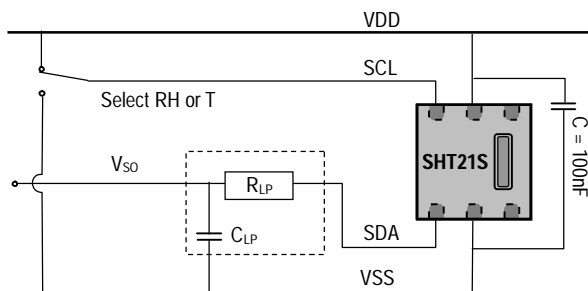 VDD
SCL
Select RH or T
C = 100nF
SHT21S
VSO
RLP
CLP
SDA
VSS